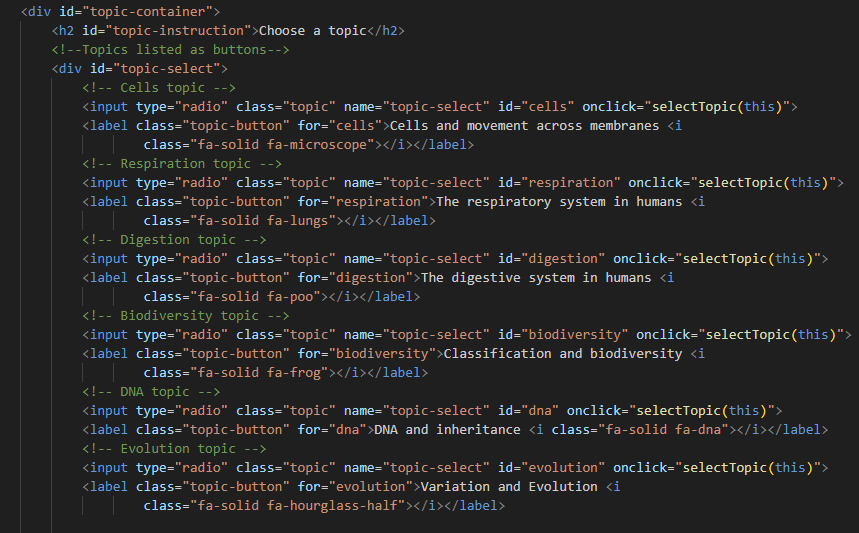 <div id="topic-container">
<h2 id="topic-instruction">Choose a topic</h2>
<!--Topics listed as buttons-->
<div id="topic-select">
<!-- Cells topic -->
<input type="radio" class="topic" name="topic-select" id="cells" onclick="selectTopic(this)">
<label class="topic-button" for="cells">Cells and movement across membranes <i
class="fa-solid fa-microscope"></i></label>
<!-- Respiration topic -->
<input type="radio" class="topic" name="topic-select" id="respiration" onclick="selectTopic(this)">
<label class="topic-button" for="respiration">The respiratory system in humans <i
class="fa-solid fa-lungs"></i></label>
<!-- Digestion topic -->
<input type="radio" class="topic" name="topic-select" id="digestion" onclick="selectTopic(this)">
<label class="topic-button" for="digestion">The digestive system in humans <i
class="fa-solid fa-poo"></i></label>
<!-- Biodiversity topic -->
<input type="radio" class="topic" name="topic-select" id="biodiversity" onclick="selectTopic(this)">
<label class="topic-button" for="biodiversity">Classification and biodiversity <i
class="fa-solid fa-frog"></i></label>
<!-- DNA topic -->
<input type="radio" class="topic" name="topic-select" id="dna" onclick="selectTopic(this)">
<label class="topic-button" for="dna">DNA and inheritance <i class="fa-solid fa-dna"></i></label>
<!-- Evolution topic -->
<input type="radio" class="topic" name="topic-select" id="evolution" onclick="selectTopic(this)">
<label class="topic-button" for="evolution">Variation and Evolution <i
class="fa-solid fa-hourglass-half"></i></label>